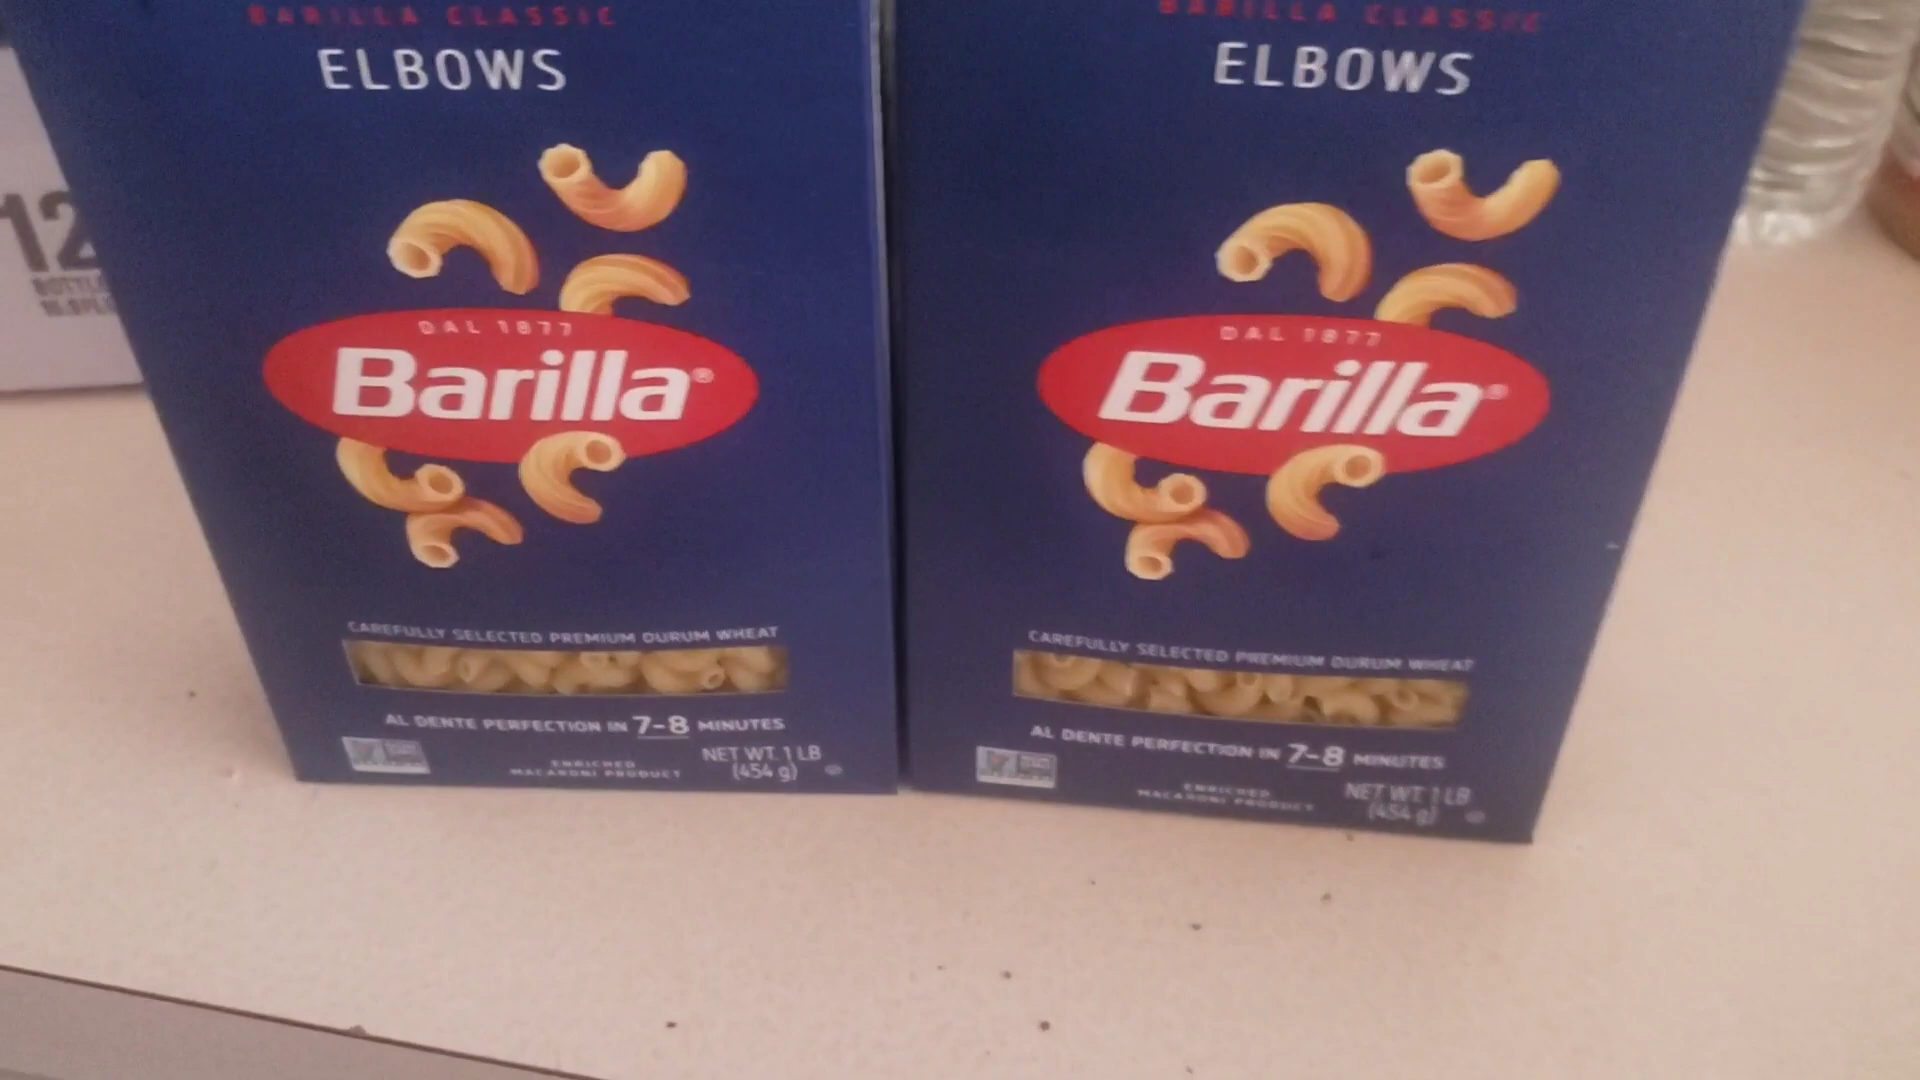 BARILLA CLASSIC
ELBOWS
DAL 1877
Barilla®
CAREFULLY SELECTED PREMIUM DURUM WHEAT
AL DENTE PERFECTION IN 7-8 MINUTES
ENRICHED
MACARONI PRODUCT
NET WT. 1 LB
(454 g)
BARILLA CLASSIC
ELBOWS
DAL 1877
Barilla®
CAREFULLY SELECTED PREMIUM DURUM WHEAT
AL DENTE PERFECTION IN 7-8 MINUTES
ENRICHED
MACARONI PRODUCT
NET WT. 1 LB
(454 g)
12